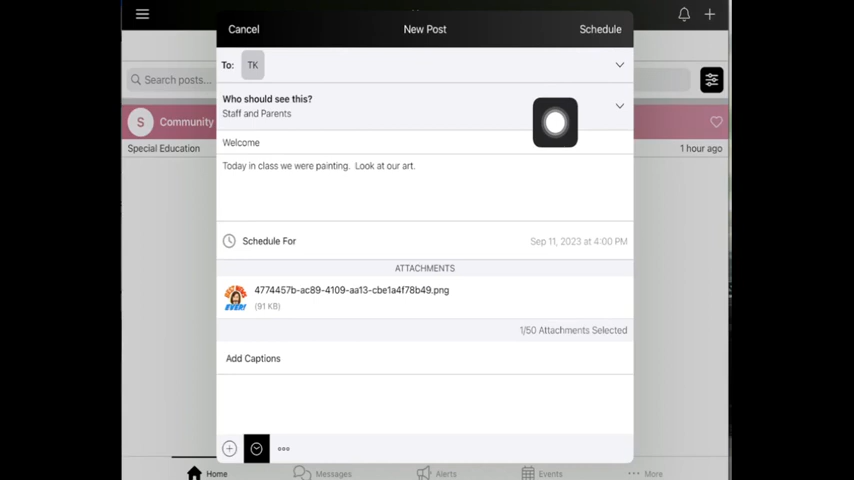 Cancel
New Post
Schedule
To:
TK
Search posts...
Who should see this?
Staff and Parents
S
Community
Special Education
1 hour ago
Welcome
Today in class we were painting. Look at our art.
Schedule For
Sep 11, 2023 at 4:00 PM
ATTACHMENTS
4774457b-ac89-4109-aa13-cbe1a4f78b49.png
(91 KB)
1/50 Attachments Selected
Add Captions
Home
Messages
Alerts
Events
More